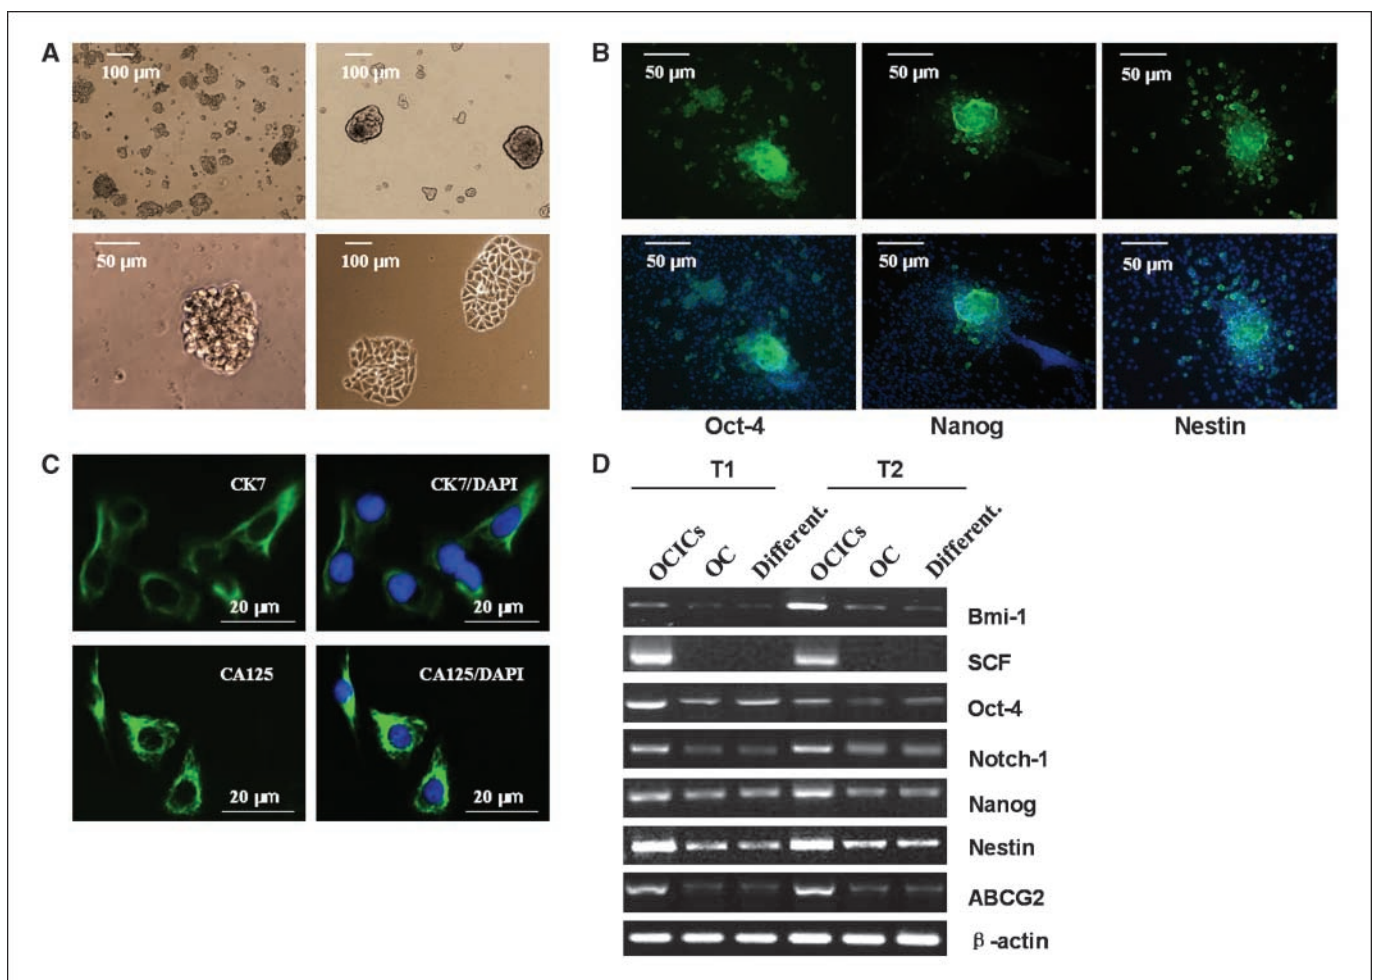 A
100 μm
100 μm
50 μm
100 μm
B
50 μm
50 μm
50 μm
50 μm
50 μm
50 μm
Oct-4
Nanog
Nestin
C
CK7
20 μm
CK7/DAPI
20 μm
CA125
20 μm
CA125/DAPI
20 μm
D
T1
T2
OCICs
OC
Different.
OCICs
OC
Different.
Bmi-1
SCF
Oct-4
Notch-1
Nanog
Nestin
ABCG2
β-actin